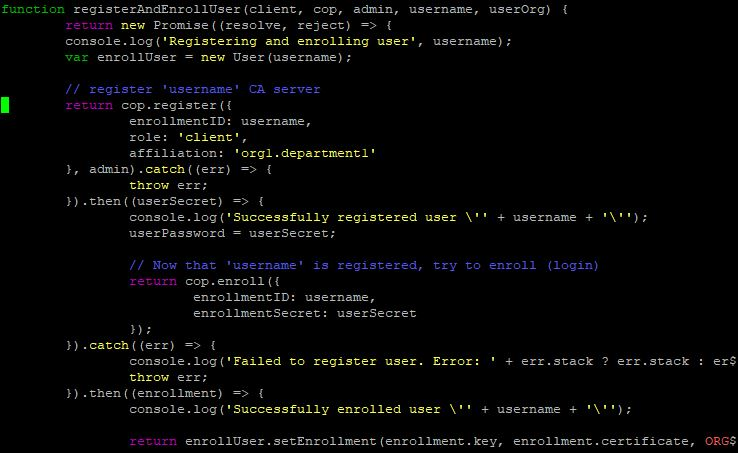 function registerAndEnrollUser(client, cop, admin, username, userOrg) {
        return new Promise((resolve, reject) => {
        console.log('Registering and enrolling user', username);
        var enrollUser = new User(username);

        // register 'username' CA server
        return cop.register({
                enrollmentID: username,
                role: 'client',
                affiliation: 'org1.department1'
        }, admin).catch((err) => {
                throw err;
        }).then((userSecret) => {
                console.log('Successfully registered user \'' + username + '\'');
                userPassword = userSecret;

                // Now that 'username' is registered, try to enroll (login)
                return cop.enroll({
                        enrollmentID: username,
                        enrollmentSecret: userSecret
                });
        }).catch((err) => {
                console.log('Failed to register user. Error: ' + err.stack ? err.stack : er$
                throw err;
        }).then((enrollment) => {
                console.log('Successfully enrolled user \'' + username + '\'');

                return enrollUser.setEnrollment(enrollment.key, enrollment.certificate, ORG$